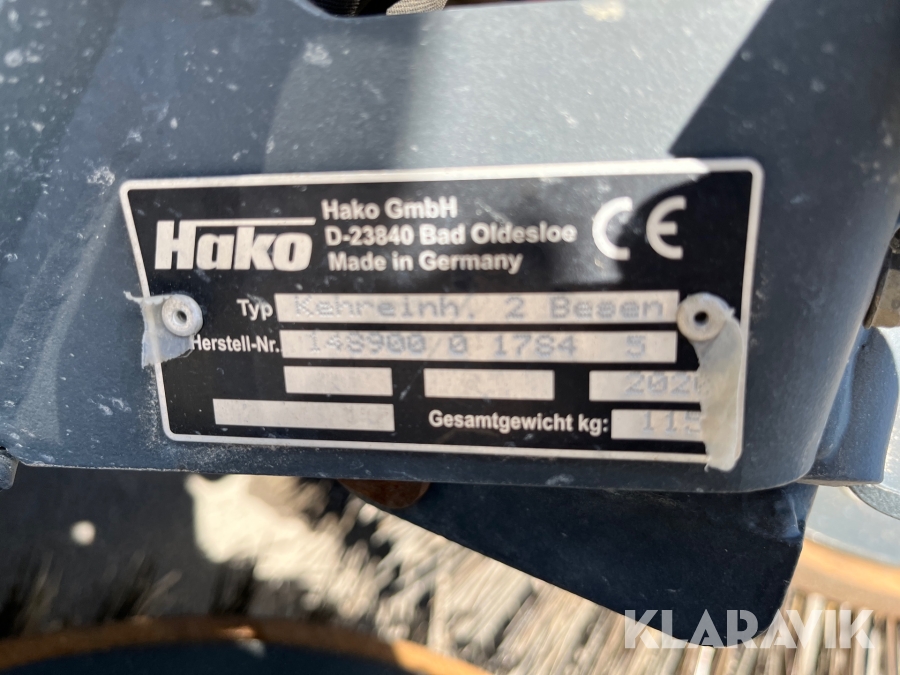 Hako
Hako GmbH
D-23840 Bad Oldesloe
Made in Germany
CE
Typ Kehreinh. 2 Besen
Herstell-Nr. 148900 0 1784 5
Gesamtgewicht kg:
KLARAVIK